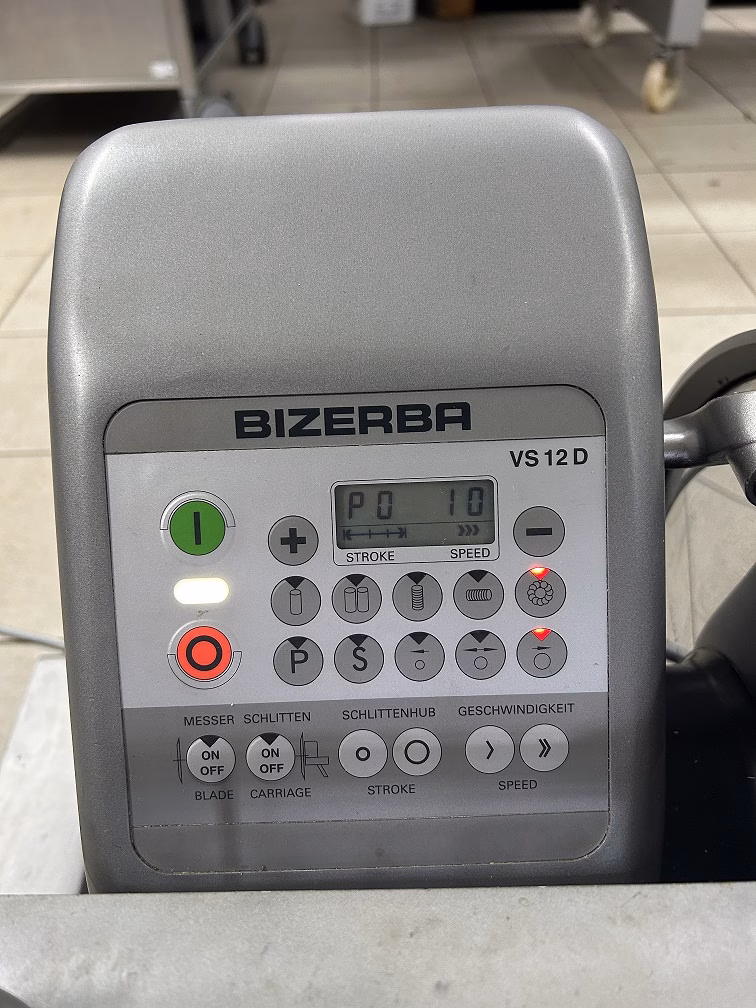 BIZERBA
VS 12 D
P0 10
STROKE SPEED
P S
MESSER SCHLITTEN SCHLITTENHUB GESCHWINDIGKEIT
ON ON
OFF OFF
BLADE CARRIAGE STROKE SPEED